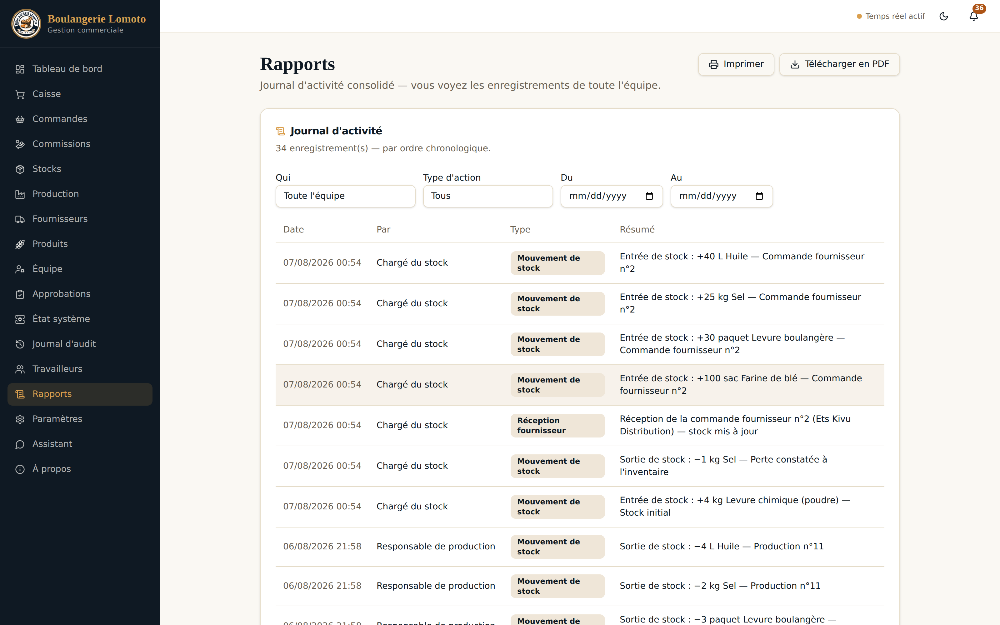 BOULANGERIE LOMOTO
Boulangerie Lomoto
Gestion commerciale
Tableau de bord
Caisse
Commandes
Commissions
Stocks
Production
Fournisseurs
Produits
Équipe
Approbations
État système
Journal d'audit
Travailleurs
Rapports
Paramètres
Assistant
À propos
Temps réel actif
36
Rapports
Imprimer
Télécharger en PDF
Journal d'activité consolidé — vous voyez les enregistrements de toute l'équipe.
Journal d'activité
34 enregistrement(s) — par ordre chronologique.
Qui
Type d'action
Du
Au
Toute l'équipe
Tous
mm/dd/yyyy
mm/dd/yyyy
Date Par Type Résumé
07/08/2026 00:54 Chargé du stock Mouvement de stock Entrée de stock : +40 L Huile — Commande fournisseur
n°2
07/08/2026 00:54 Chargé du stock Mouvement de stock Entrée de stock : +25 kg Sel — Commande fournisseur
n°2
07/08/2026 00:54 Chargé du stock Mouvement de stock Entrée de stock : +30 paquet Levure boulangère —
Commande fournisseur n°2
07/08/2026 00:54 Chargé du stock Mouvement de stock Entrée de stock : +100 sac Farine de blé — Commande
fournisseur n°2
07/08/2026 00:54 Chargé du stock Réception fournisseur Réception de la commande fournisseur n°2 (Ets Kivu
Distribution) — stock mis à jour
07/08/2026 00:54 Chargé du stock Mouvement de stock Sortie de stock : −1 kg Sel — Perte constatée à
l'inventaire
07/08/2026 00:54 Chargé du stock Mouvement de stock Entrée de stock : +4 kg Levure chimique (poudre) —
Stock initial
06/08/2026 21:58 Responsable de production Mouvement de stock Sortie de stock : −4 L Huile — Production n°11
06/08/2026 21:58 Responsable de production Mouvement de stock Sortie de stock : −2 kg Sel — Production n°11
06/08/2026 21:58 Responsable de production Mouvement de Sortie de stock : −3 paquet Levure boulangère —